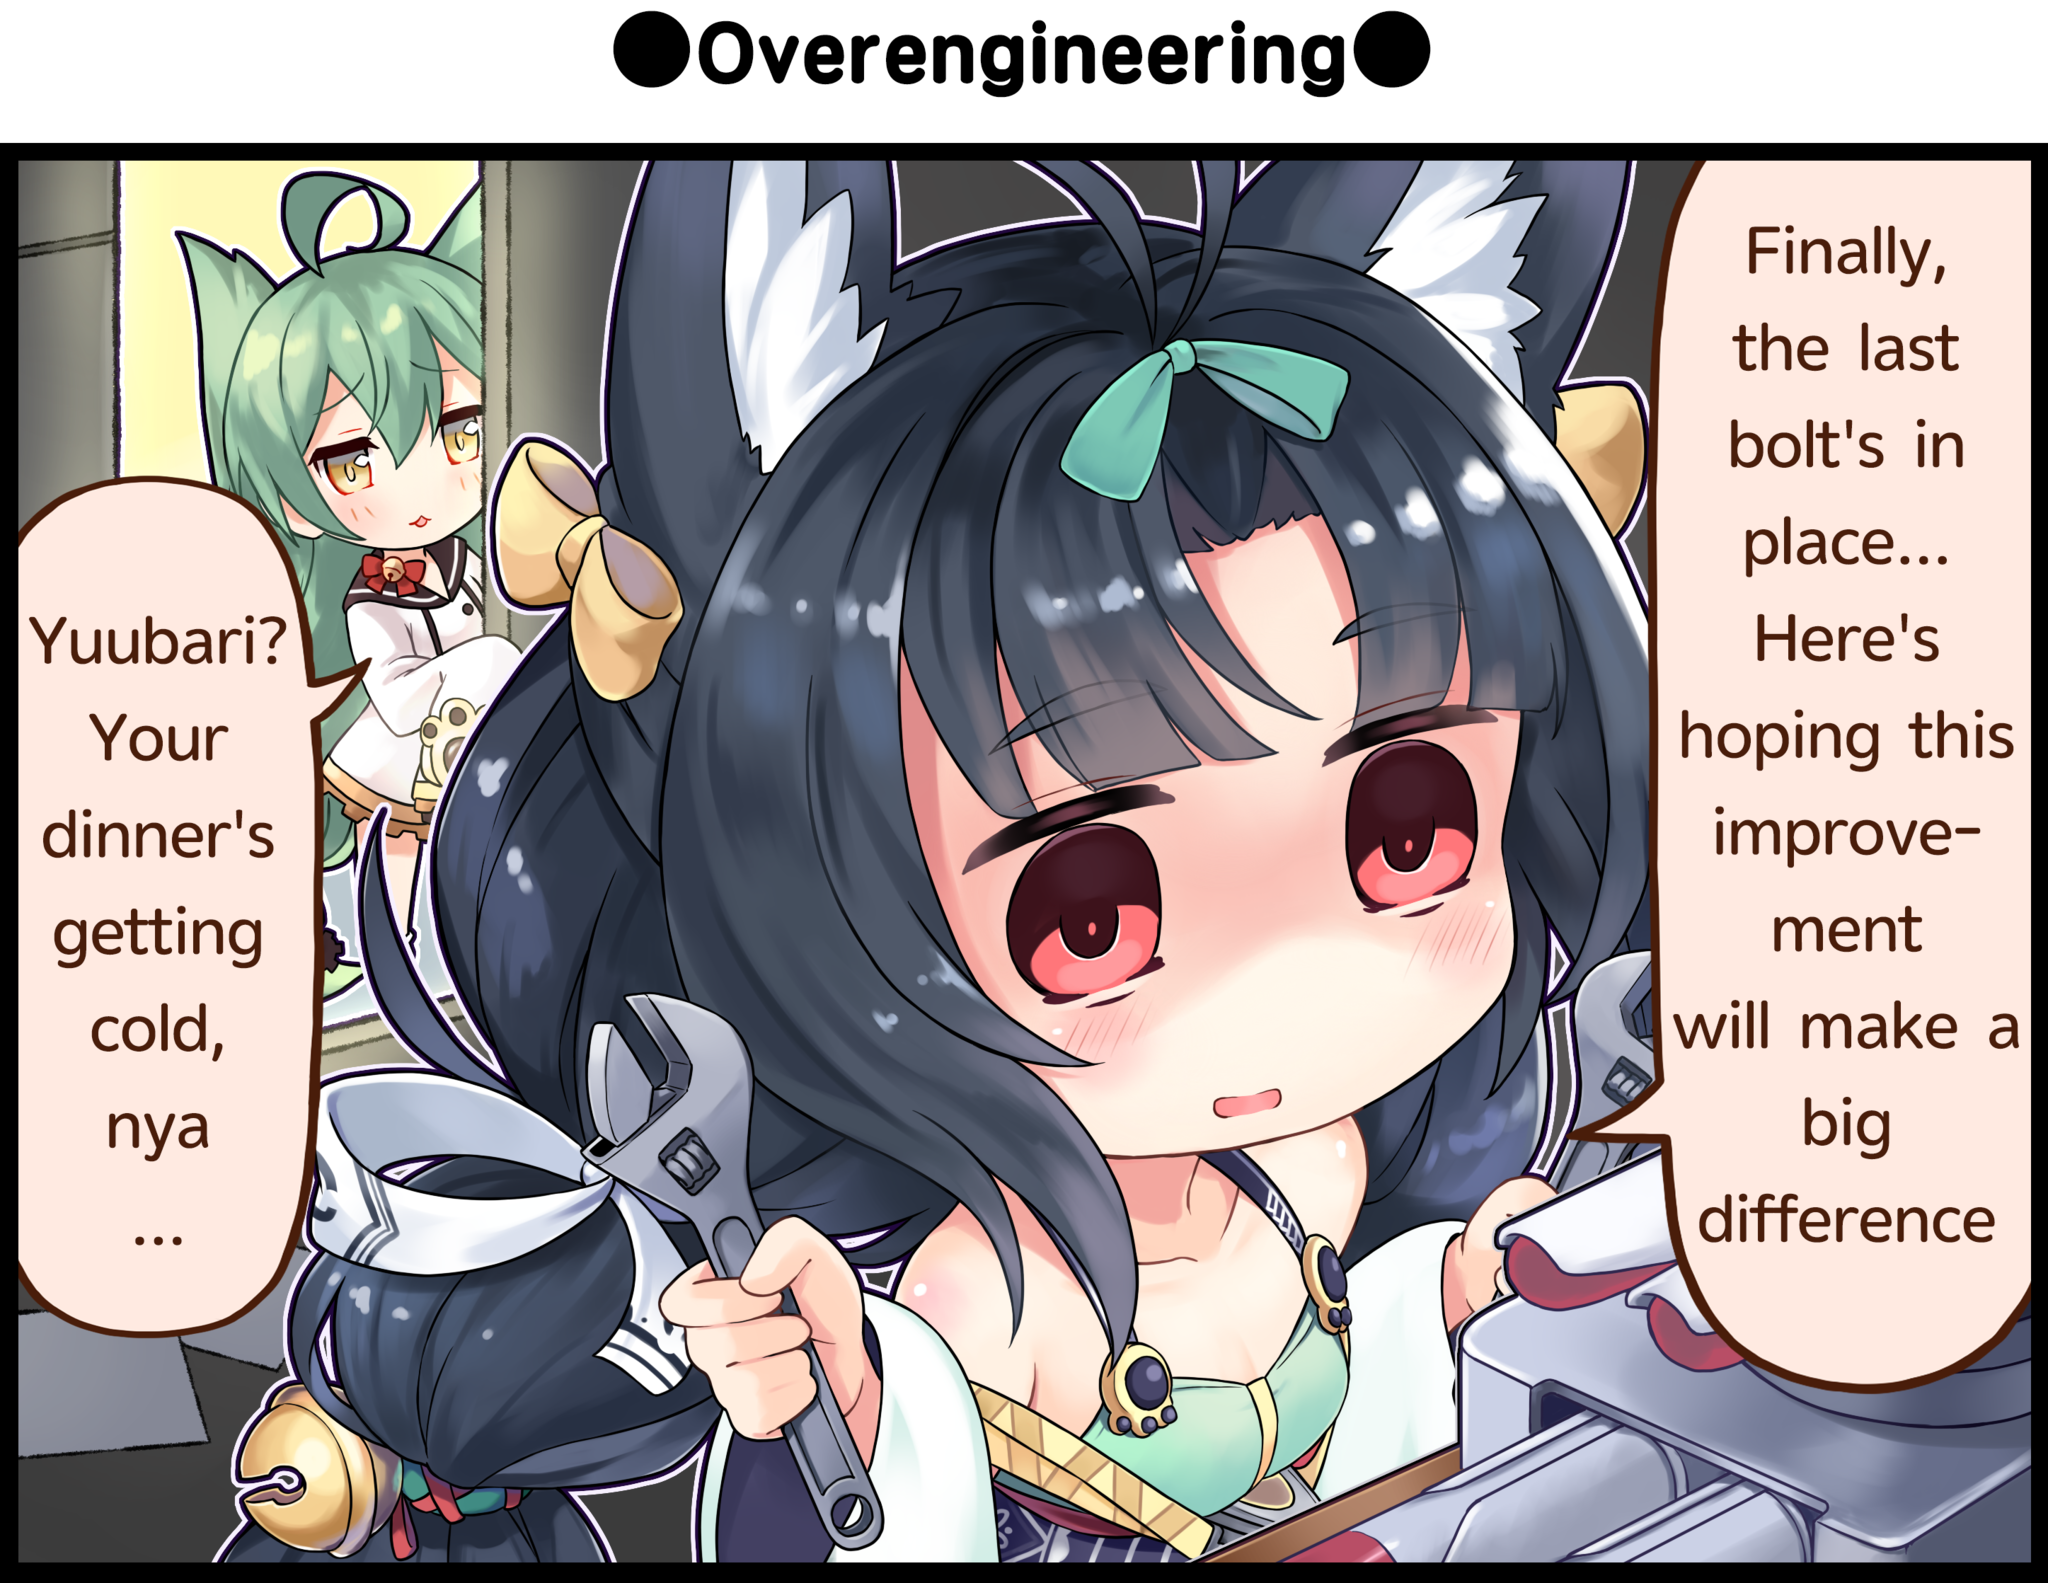 ●Overengineering●
Finally,
the last
bolt's in
place...
Here's
hoping this
improve-
ment
will make a
big
difference
Yuubari?
Your
dinner's
getting
cold,
nya
...